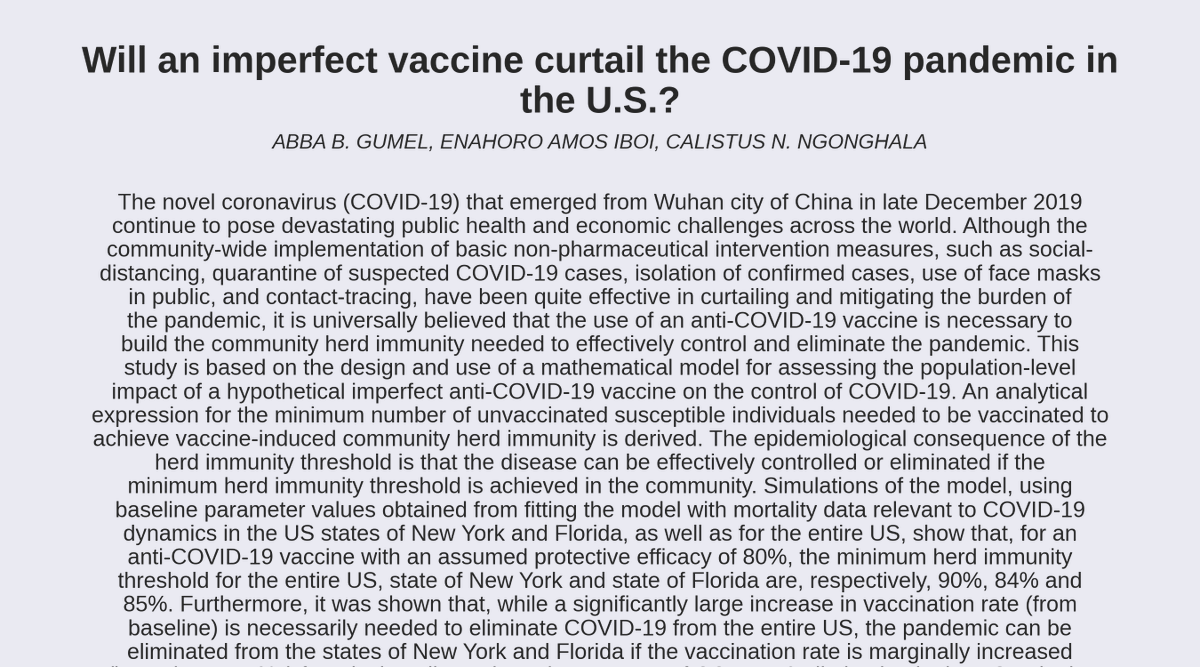 Will an imperfect vaccine curtail the COVID-19 pandemic in
the U.S.?
ABBA B. GUMEL, ENAHORO AMOS IBOI, CALISTUS N. NGONGHALA
The novel coronavirus (COVID-19) that emerged from Wuhan city of China in late December 2019
continue to pose devastating public health and economic challenges across the world. Although the
community-wide implementation of basic non-pharmaceutical intervention measures, such as social-
distancing, quarantine of suspected COVID-19 cases, isolation of confirmed cases, use of face masks
in public, and contact-tracing, have been quite effective in curtailing and mitigating the burden of
the pandemic, it is universally believed that the use of an anti-COVID-19 vaccine is necessary to
build the community herd immunity needed to effectively control and eliminate the pandemic. This
study is based on the design and use of a mathematical model for assessing the population-level
impact of a hypothetical imperfect anti-COVID-19 vaccine on the control of COVID-19. An analytical
expression for the minimum number of unvaccinated susceptible individuals needed to be vaccinated to
achieve vaccine-induced community herd immunity is derived. The epidemiological consequence of the
herd immunity threshold is that the disease can be effectively controlled or eliminated if the
minimum herd immunity threshold is achieved in the community. Simulations of the model, using
baseline parameter values obtained from fitting the model with mortality data relevant to COVID-19
dynamics in the US states of New York and Florida, as well as for the entire US, show that, for an
anti-COVID-19 vaccine with an assumed protective efficacy of 80%, the minimum herd immunity
threshold for the entire US, state of New York and state of Florida are, respectively, 90%, 84% and
85%. Furthermore, it was shown that, while a significantly large increase in vaccination rate (from
baseline) is necessarily needed to eliminate COVID-19 from the entire US, the pandemic can be
eliminated from the states of New York and Florida if the vaccination rate is marginally increased